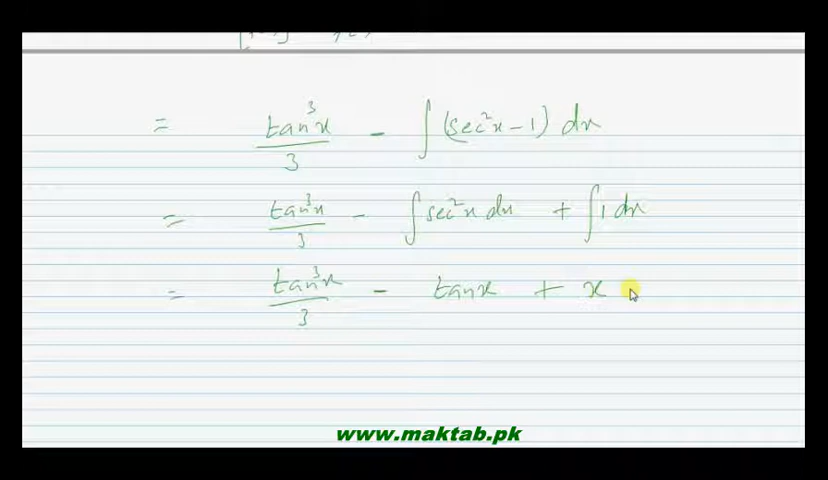 = tan³x/3 - ∫(sec²x - 1) dx
= tan³x/3 - ∫sec²x dx + ∫1 dx
= tan³x/3 - tanx + x
www.maktab.pk